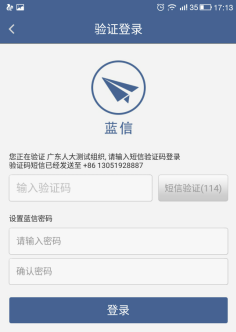 35 17:13
验证登录
蓝信
您正在验证 广东人大测试组织, 请输入短信验证码登录
验证码短信已经发送至 +86 13051928887
输入验证码
短信验证(114)
设置蓝信密码
请输入密码
确认密码
登录